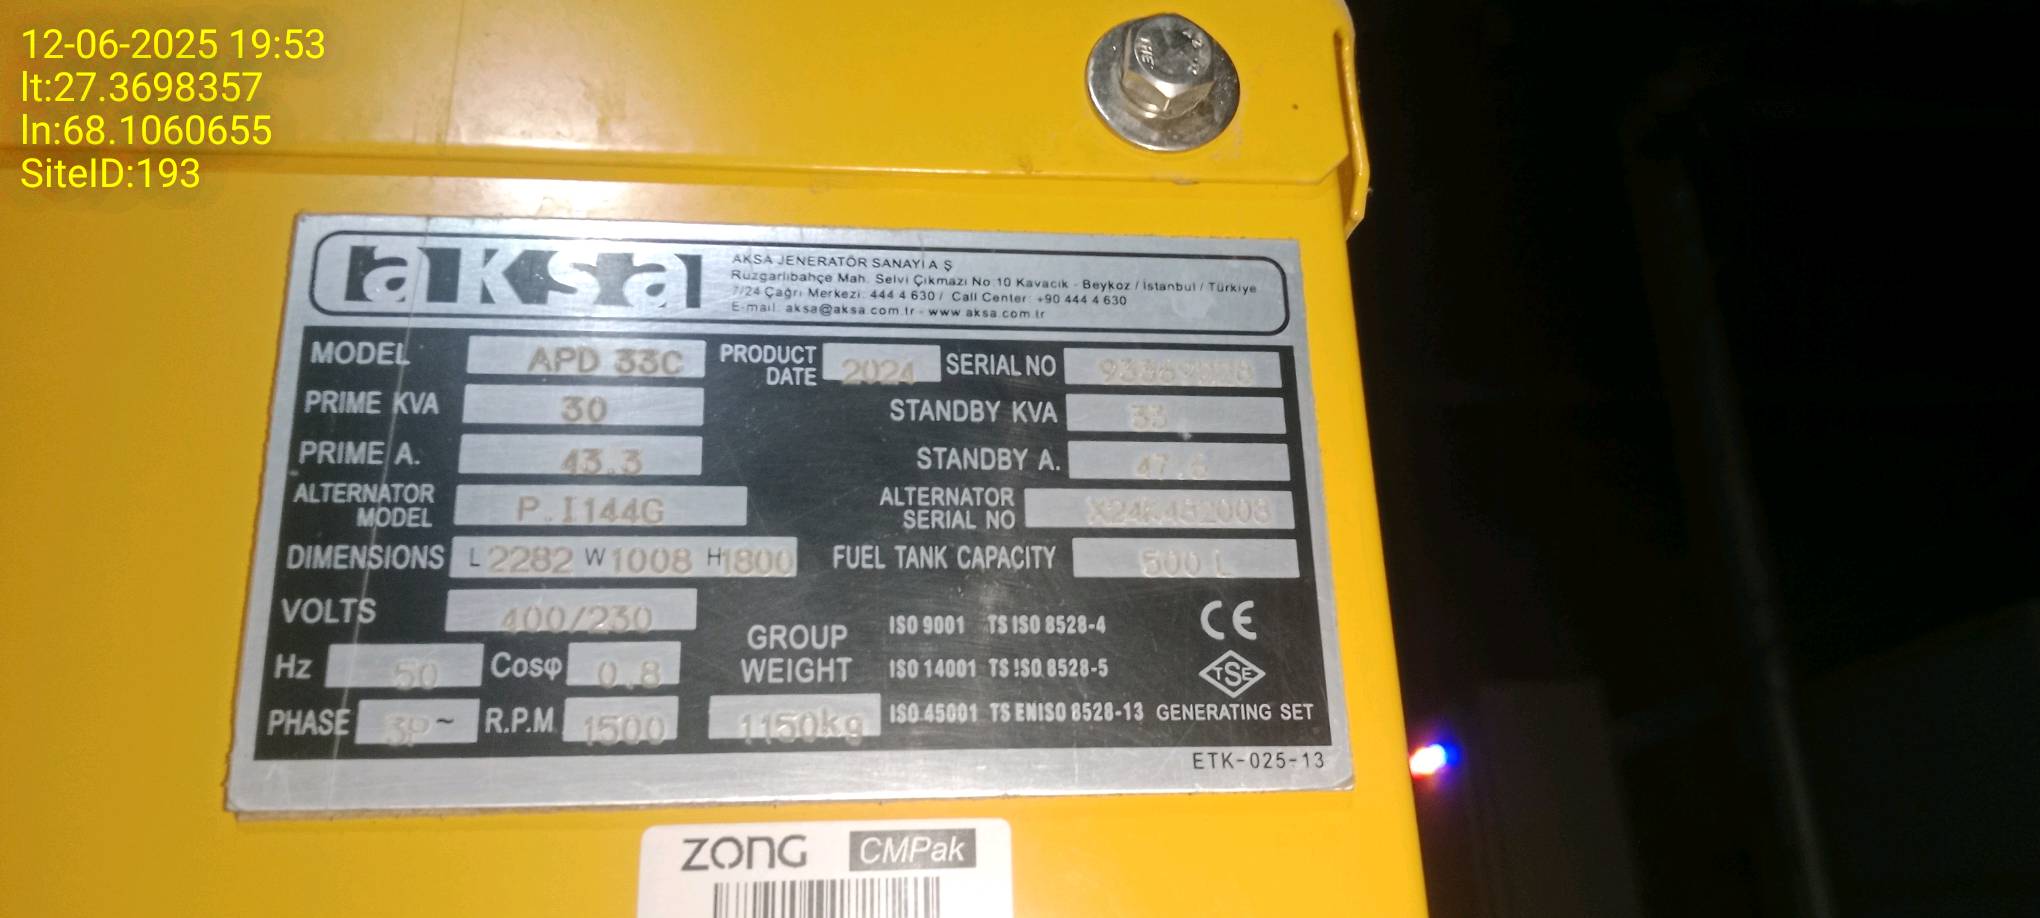 12-06-2025 19:53
lt:27.3698357
ln:68.1060655
SiteID:193
THE
aksa
AKSA JENERATÖR SANAYİ A Ş
Ruzgarlıbahçe Mah. Selvi Çıkmazı No:10 Kavacık - Beykoz / İstanbul / Türkiye
7/24 Çağrı Merkezi: 444 4 630 / Call Center: +90 444 4 630
E-mail: aksa@aksa.com.tr - www.aksa.com.tr
MODEL APD 33C PRODUCT DATE 2024 SERIAL NO
PRIME KVA 30 STANDBY KVA 33
PRIME A. 43.3 STANDBY A. 47.6
ALTERNATOR MODEL P.I144G ALTERNATOR SERIAL NO X24K482008
DIMENSIONS L 2282 W 1008 H 1800 FUEL TANK CAPACITY 500 L
VOLTS 400/230
Hz 50 Cosφ 0.8
PHASE 3P~ R.P.M 1500
GROUP WEIGHT
1150kg
ISO 9001 TS ISO 8528-4
ISO 14001 TS ISO 8528-5
ISO 45001 TS EN ISO 8528-13
CE
TSE
GENERATING SET
ETK-025-13
ZONG CMPak